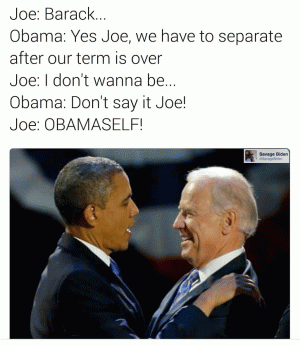 Joe: Barack...
Obama: Yes Joe, we have to separate
after our term is over
Joe: I don't wanna be...
Obama: Don't say it Joe!
Joe: OBAMASELF!
Savage Biden